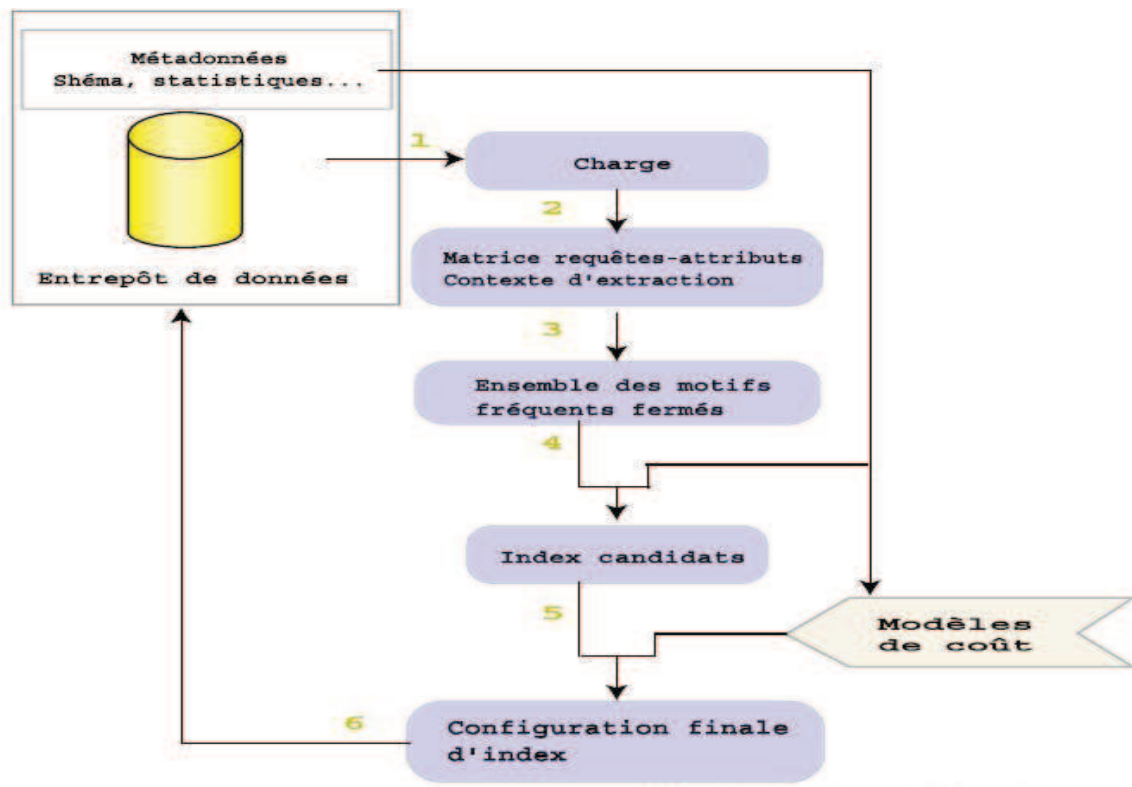 Métadonnées
Shéma, statistiques...
1
Charge
2
Matrice requêtes-attributs
Contexte d'extraction
Entrepôt de données
3
Ensemble des motifs
fréquents fermés
4
Index candidats
5
Modèles
de coût
6
Configuration finale
d'index